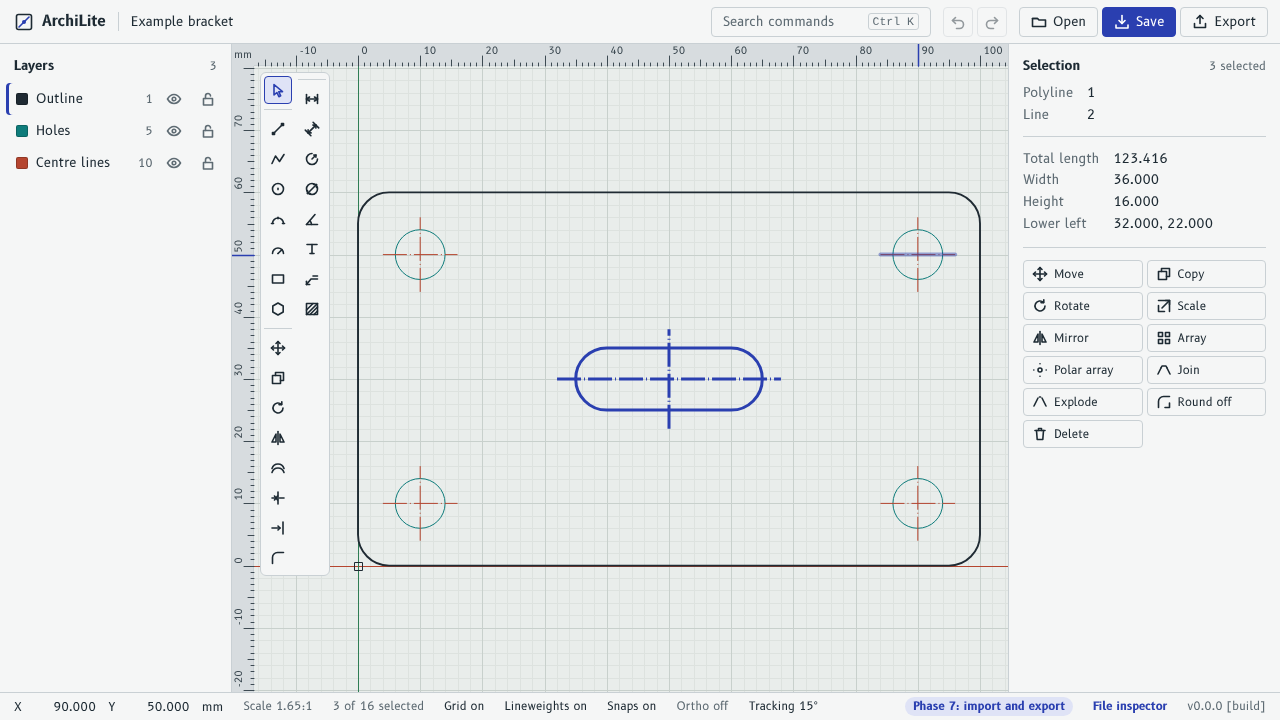 ArchiLite
Example bracket
Search commands
Ctrl K
Open
Save
Export
Layers
3
Outline
1
Holes
5
Centre lines
10
mm
-10
0
10
20
30
40
50
60
70
80
90
100
70
60
50
40
30
20
10
0
-10
-20
Selection
3 selected
Polyline 1
Line 2
Total length 123.416
Width 36.000
Height 16.000
Lower left 32.000, 22.000
Move
Copy
Rotate
Scale
Mirror
Array
Polar array
Join
Explode
Round off
Delete
X 90.000 Y 50.000 mm
Scale 1.65:1
3 of 16 selected
Grid on
Lineweights on
Snaps on
Ortho off
Tracking 15°
Phase 7: import and export
File inspector
v0.0.0 [build]